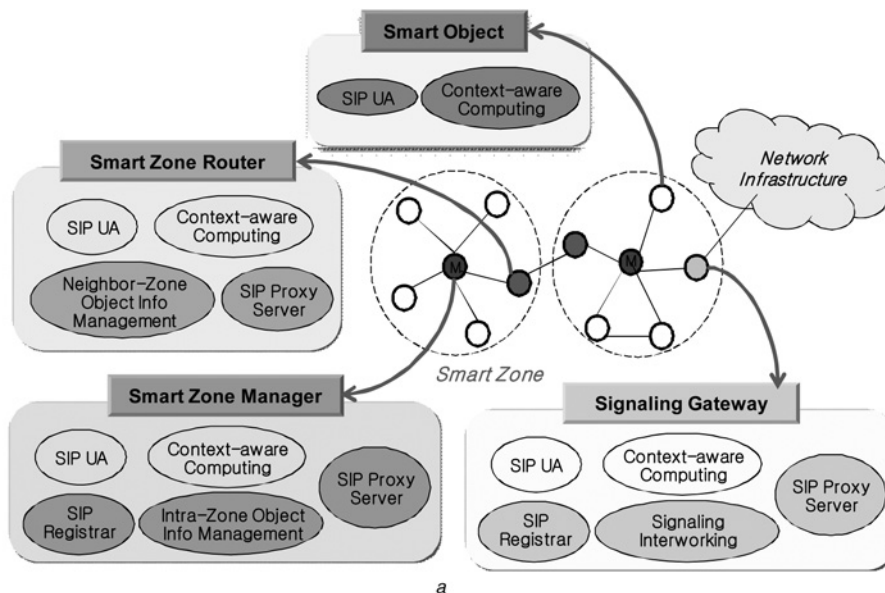 Smart Object
SIP UA
Context-aware
Computing
Smart Zone Router
SIP UA
Context-aware
Computing
Neighbor-Zone
Object Info
Management
SIP Proxy
Server
Network
Infrastructure
M
M
Smart Zone
Smart Zone Manager
SIP UA
Context-aware
Computing
SIP Proxy
Server
SIP
Registrar
Intra-Zone Object
Info Management
Signaling Gateway
SIP UA
Context-aware
Computing
SIP Proxy
Server
SIP
Registrar
Signaling
Interworking
a